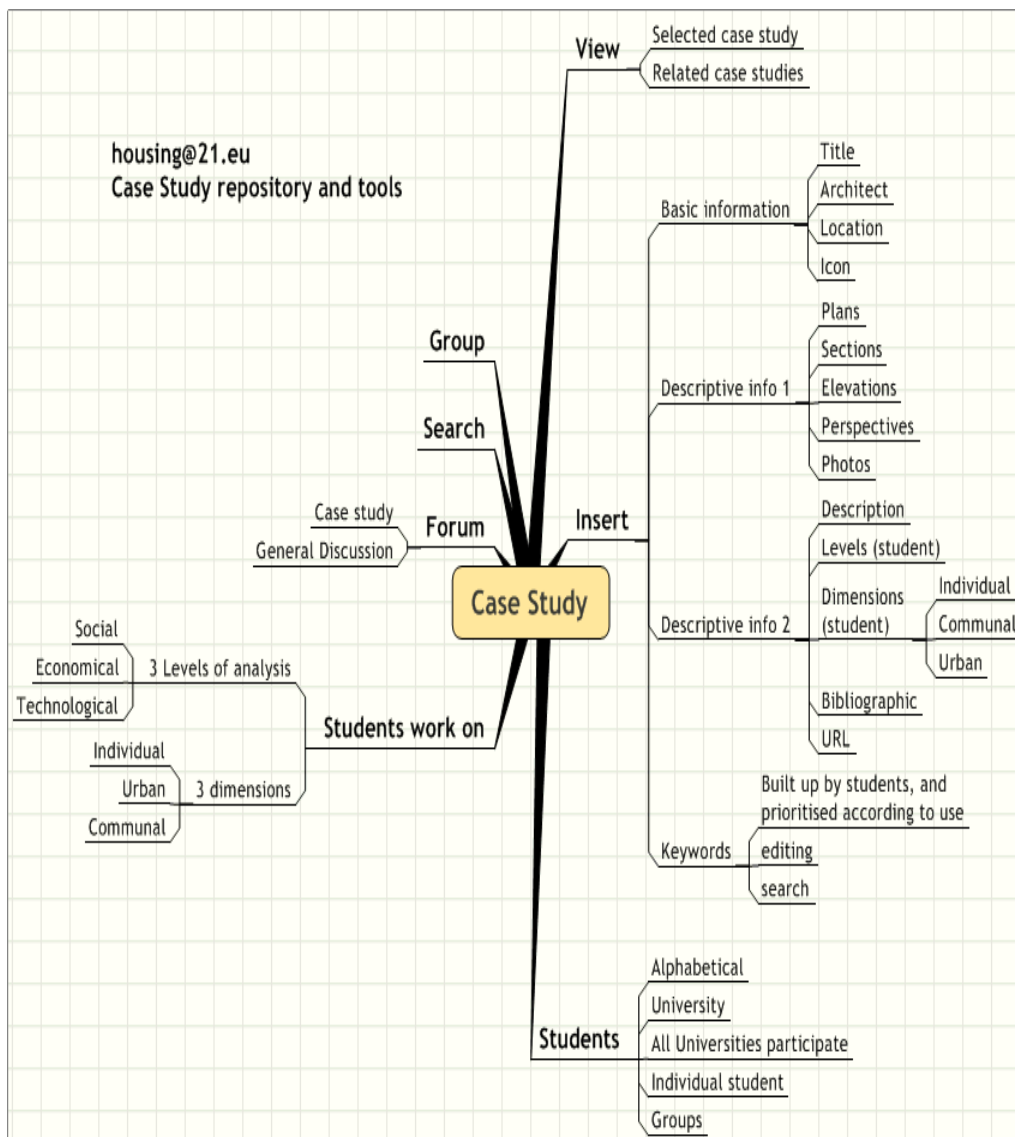 housing@21.eu
Case Study repository and tools
Case Study
View
Selected case study
Related case studies
Insert
Basic information
Title
Architect
Location
Icon
Descriptive info 1
Plans
Sections
Elevations
Perspectives
Photos
Descriptive info 2
Description
Levels (student)
Dimensions
(student)
Individual
Communal
Urban
Bibliographic
URL
Keywords
Built up by students, and
prioritised according to use
editing
search
Students
Alphabetical
University
All Universities participate
Individual student
Groups
Group
Search
Forum
Case study
General Discussion
Students work on
3 Levels of analysis
Social
Economical
Technological
3 dimensions
Individual
Urban
Communal